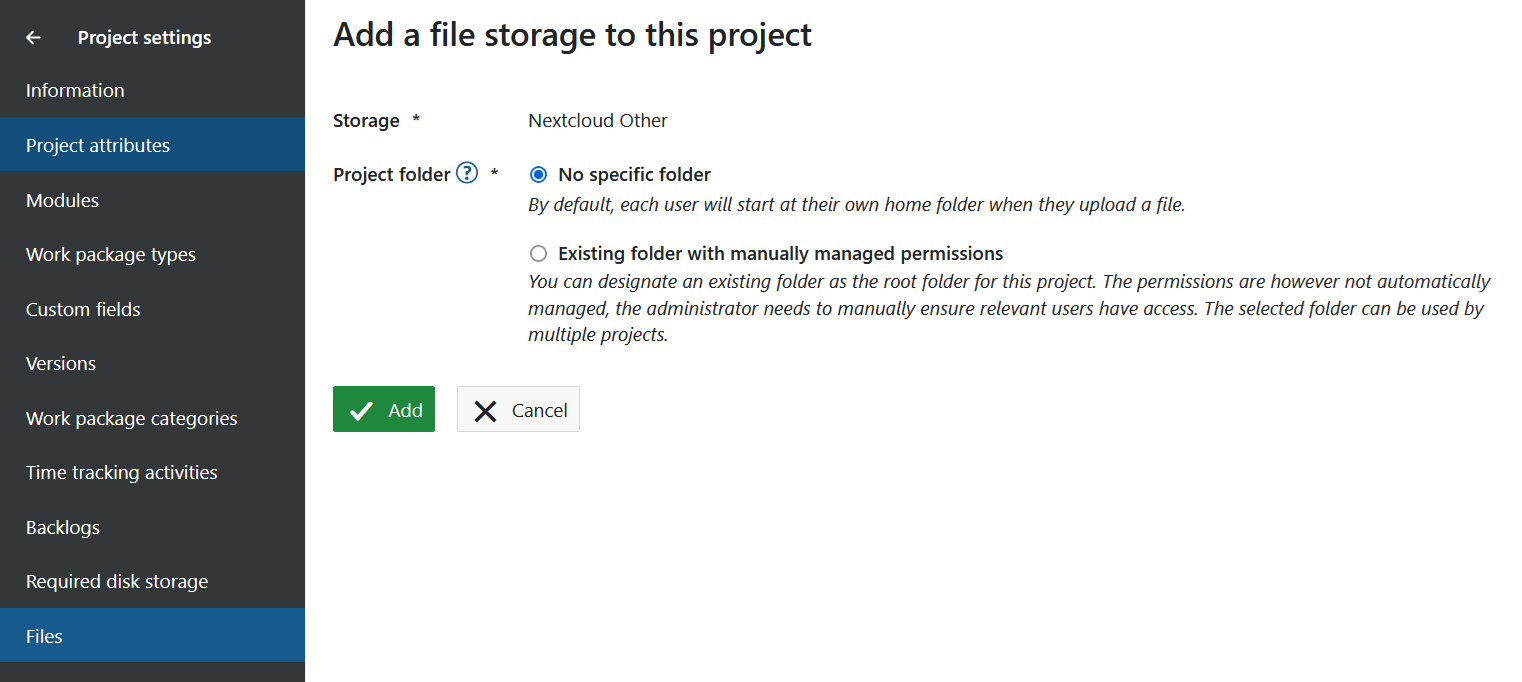 Project settings
Information
Project attributes
Modules
Work package types
Custom fields
Versions
Work package categories
Time tracking activities
Backlogs
Required disk storage
Files
Add a file storage to this project
Storage *
Nextcloud Other
Project folder ? *
No specific folder
By default, each user will start at their own home folder when they upload a file.
Existing folder with manually managed permissions
You can designate an existing folder as the root folder for this project. The permissions are however not automatically
managed, the administrator needs to manually ensure relevant users have access. The selected folder can be used by
multiple projects.
Add
Cancel